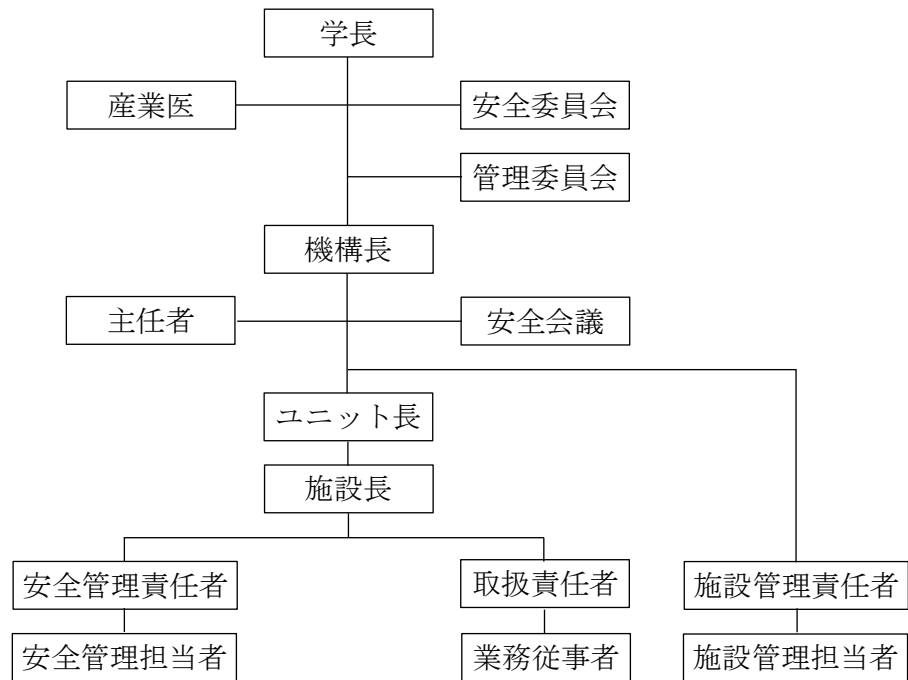 学長
産業医
安全委員会
管理委員会
機構長
主任者
安全会議
ユニット長
施設長
安全管理責任者
取扱責任者
施設管理責任者
安全管理担当者
業務従事者
施設管理担当者